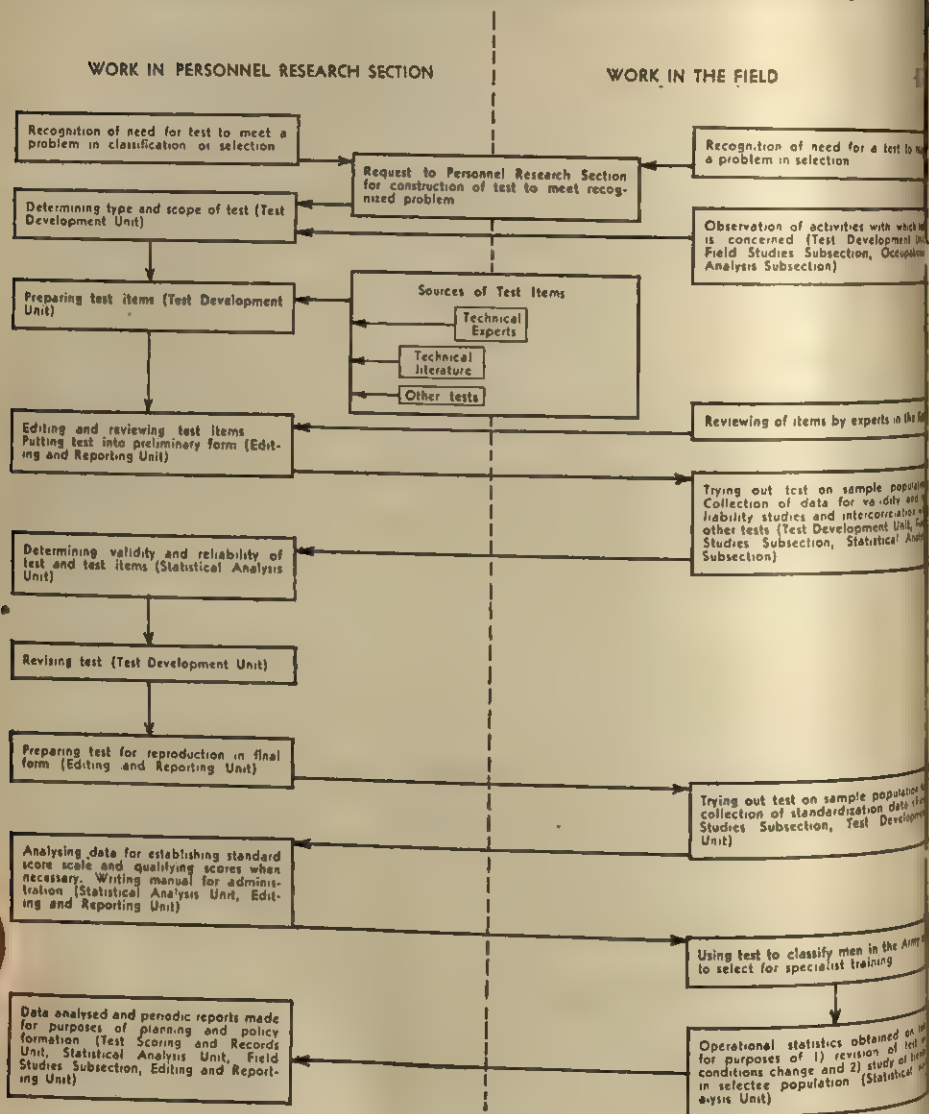 WORK IN PERSONNEL RESEARCH SECTION
WORK IN THE FIELD
Recognition of need for test to meet a
problem in classification or selection
Recognition of need for a test to
a problem in selection
Request to Personnel Research Section
for construction of test to meet recog-
nized problem
Determining type and scope of test (Test
Development Unit)
Observation of activities with which
is concerned (Test Development
Field Studies Subsection, Occupational
Analysis Subsection)
Preparing test items (Test Development
Unit)
Sources of Test Items
Technical
Experts
Technical
literature
Other tests
Editing and reviewing test items
Putting test into preliminary form (Edit-
ing and Reporting Unit)
Reviewing of items by experts in the
Trying out test on sample population
Collection of data for validity and
liability studies and intercorrelation
other tests (Test Development Unit,
Studies Subsection, Statistical
Subsection)
Determining validity and reliability of
test and test items (Statistical Analysis
Unit)
Revising test (Test Development Unit)
Preparing test for reproduction in final
form (Editing and Reporting Unit)
Trying out test on sample population
collection of standardization data
Studies Subsection, Test Development
Unit)
Analysing data for establishing standard
score scale and qualifying scores when
necessary. Writing manual for adminis-
tration (Statistical Analysis Unit, Edit-
ing and Reporting Unit)
Using test to classify men in the Army
to select for specialist training
Data analysed and periodic reports made
for purposes of planning and policy
formation (Test Scoring and Records
Unit, Statistical Analysis Unit, Field
Studies Subsection, Editing and Report-
ing Unit)
Operational statistics obtained on
for purposes of 1) revision of test
conditions change and 2) study of
in selectee population (Statistical
alysis Unit)